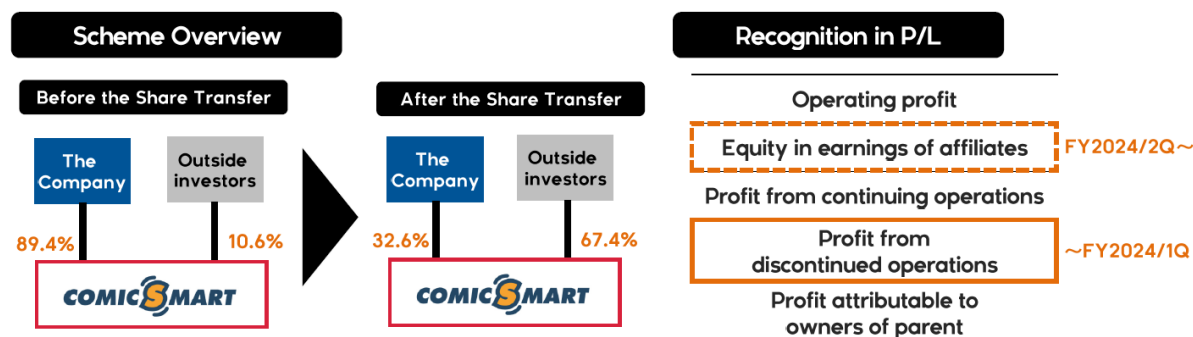 Scheme Overview
Before the Share Transfer
The
Company
Outside
investors
89.4%
10.6%
COMICSMART
After the Share Transfer
The
Company
Outside
investors
32.6%
67.4%
COMICSMART
Recognition in P/L
Operating profit
Equity in earnings of affiliates
FY2024/2Q～
Profit from continuing operations
Profit from
discontinued operations
～FY2024/1Q
Profit attributable to
owners of parent